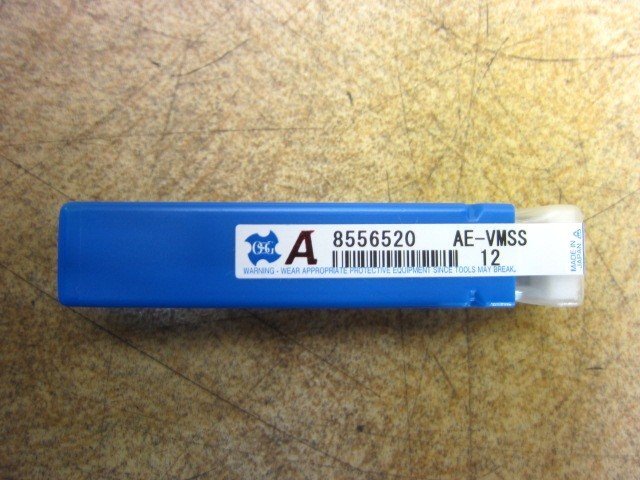 OSG A 8556520 AE-VMSS
12
WARNING - WEAR APPROPRIATE PROTECTIVE EQUIPMENT SINCE TOOLS MAY BREAK.
MADE IN
JAPAN